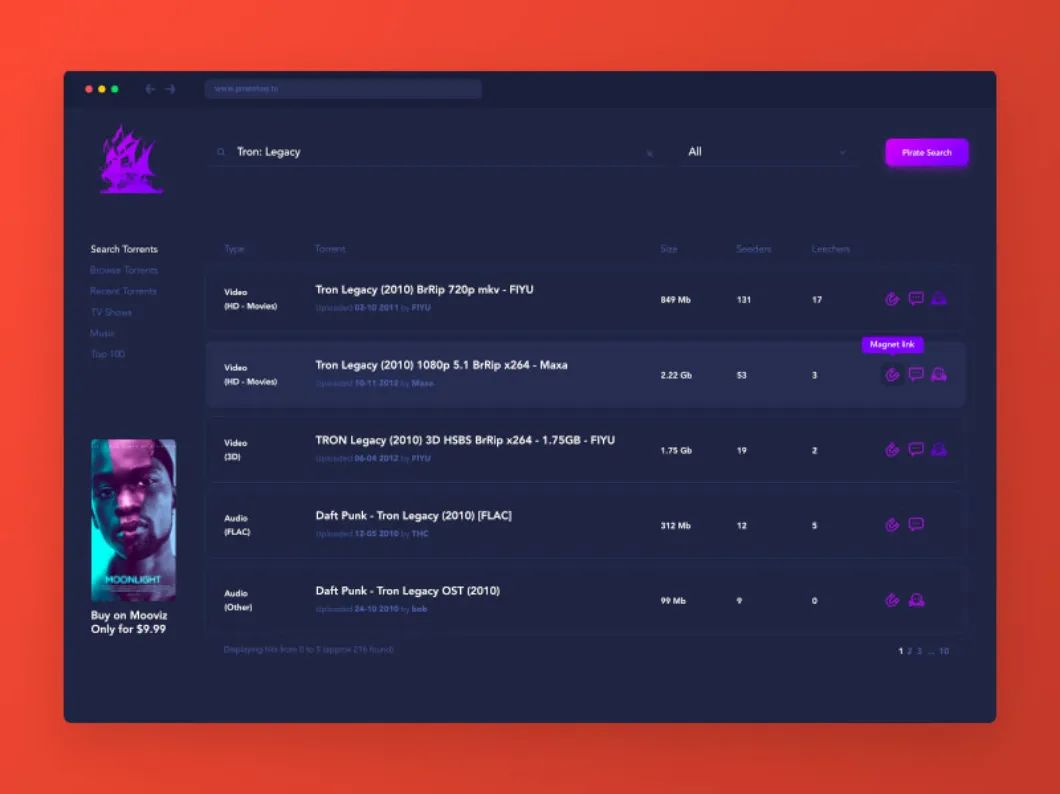 Tron: Legacy
All
Pirate Search
Search Torrents
Browse Torrents
Recent Torrents
TV Shows
Music
Top 100
Type Torrent Size Seeders Leechers
Video
(HD - Movies)
Tron Legacy (2010) BrRip 720p mkv - FIYU
Uploaded 03-10 2011 by FIYU
849 Mb 131 17
Magnet link
Video
(HD - Movies)
Tron Legacy (2010) 1080p 5.1 BrRip x264 - Maxa
Uploaded 10-11 2012 by Maxa
2.22 Gb 53 3
Video
(3D)
TRON Legacy (2010) 3D HSBS BrRip x264 - 1.75GB - FIYU
Uploaded 06-04 2012 by FIYU
1.75 Gb 19 2
Audio
(FLAC)
Daft Punk - Tron Legacy (2010) [FLAC]
Uploaded 12-05 2010 by THC
312 Mb 12 5
Audio
(Other)
Daft Punk - Tron Legacy OST (2010)
Uploaded 24-10 2010 by bob
99 Mb 9 0
MOONLIGHT
Buy on Mooviz
Only for $9.99
Displaying hits from 0 to 5 (approx 216 found)
1 2 3 ... 10